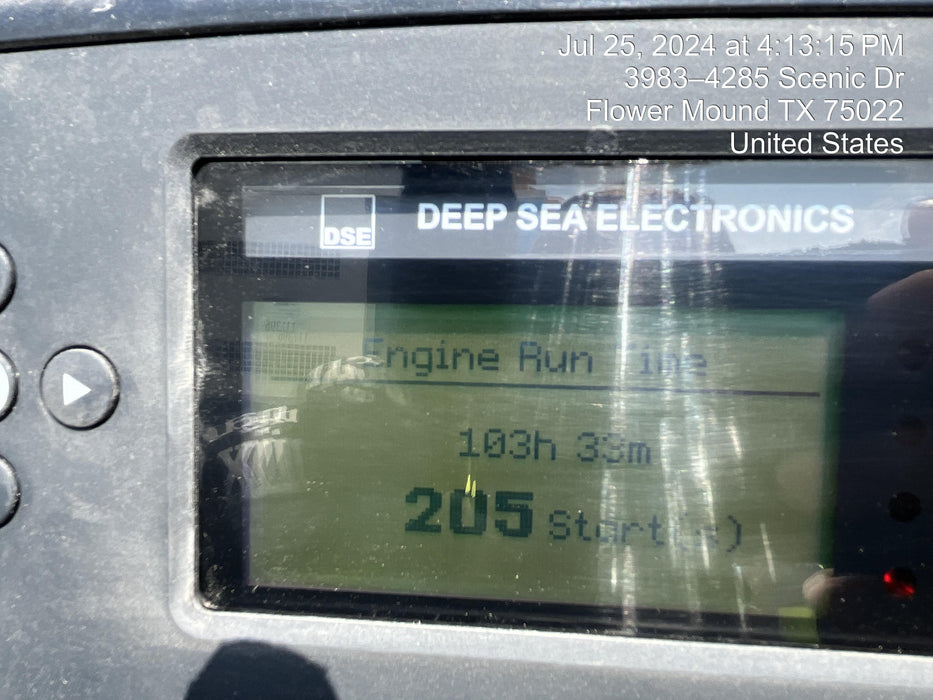 Jul 25, 2024 at 4:13:15 PM
3983–4285 Scenic Dr
Flower Mound TX 75022
United States
DSE
DEEP SEA ELECTRONICS
Engine Run Time
103h 33m
205 Start(s)